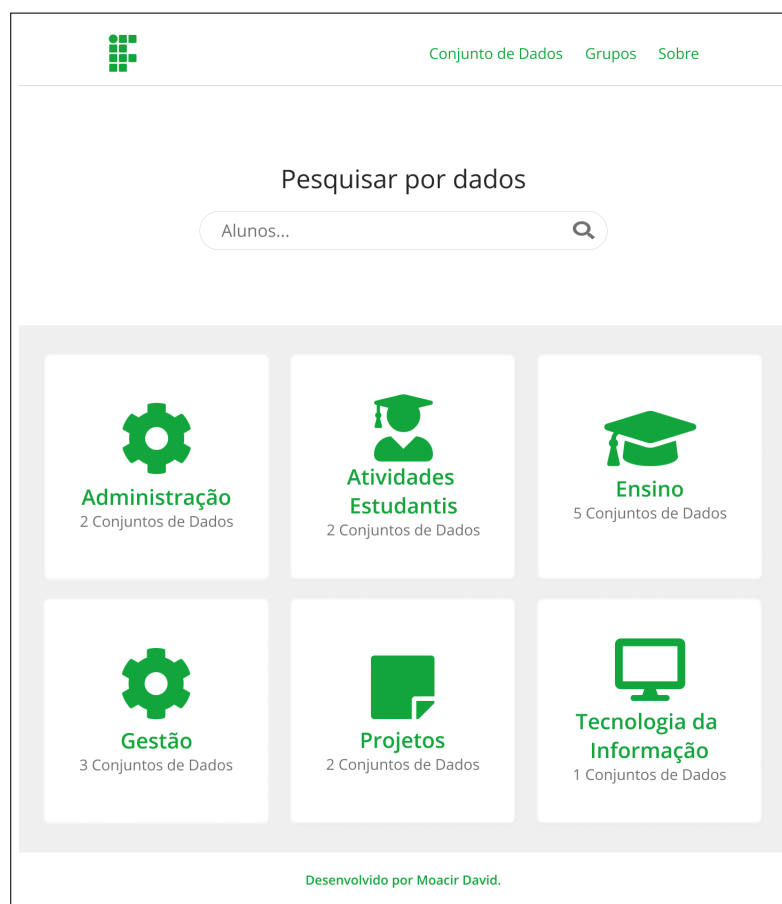 Conjunto de Dados Grupos Sobre
Pesquisar por dados
Alunos...
Administração
2 Conjuntos de Dados
Atividades
Estudantis
2 Conjuntos de Dados
Ensino
5 Conjuntos de Dados
Gestão
3 Conjuntos de Dados
Projetos
2 Conjuntos de Dados
Tecnologia da
Informação
1 Conjuntos de Dados
Desenvolvido por Moacir David.